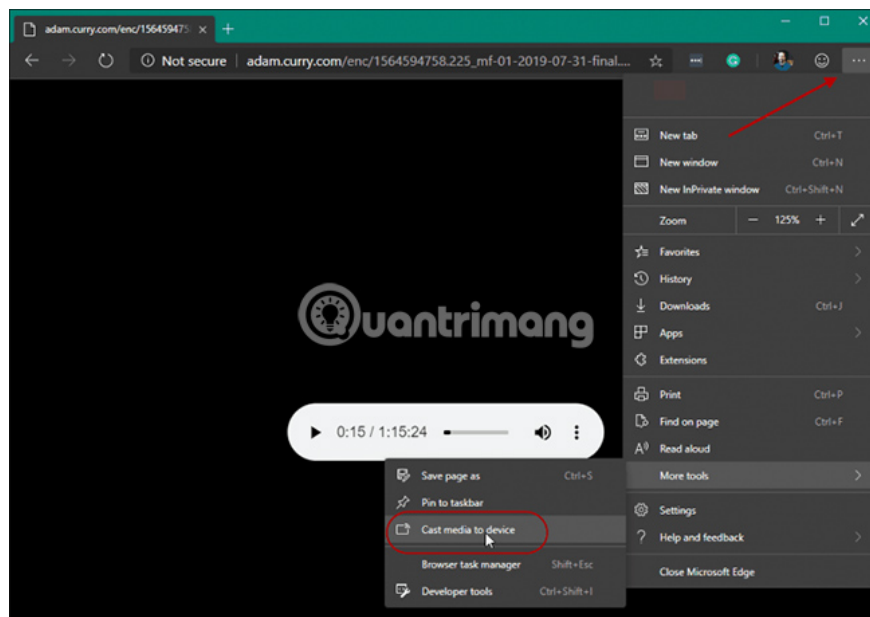 adam.curry.com/enc/156459475
Not secure | adam.curry.com/enc/1564594758.225_mf-01-2019-07-31-final....
New tab Ctrl+T
New window Ctrl+N
New InPrivate window Ctrl+Shift+N
Zoom — 125% +
Favorites
History
Downloads Ctrl+J
Apps
Extensions
Print Ctrl+P
Find on page Ctrl+F
Read aloud
More tools
Settings
Help and feedback
Close Microsoft Edge
Quantrimang
0:15 / 1:15:24
Save page as Ctrl+S
Pin to taskbar
Cast media to device
Browser task manager Shift+Esc
Developer tools Ctrl+Shift+I